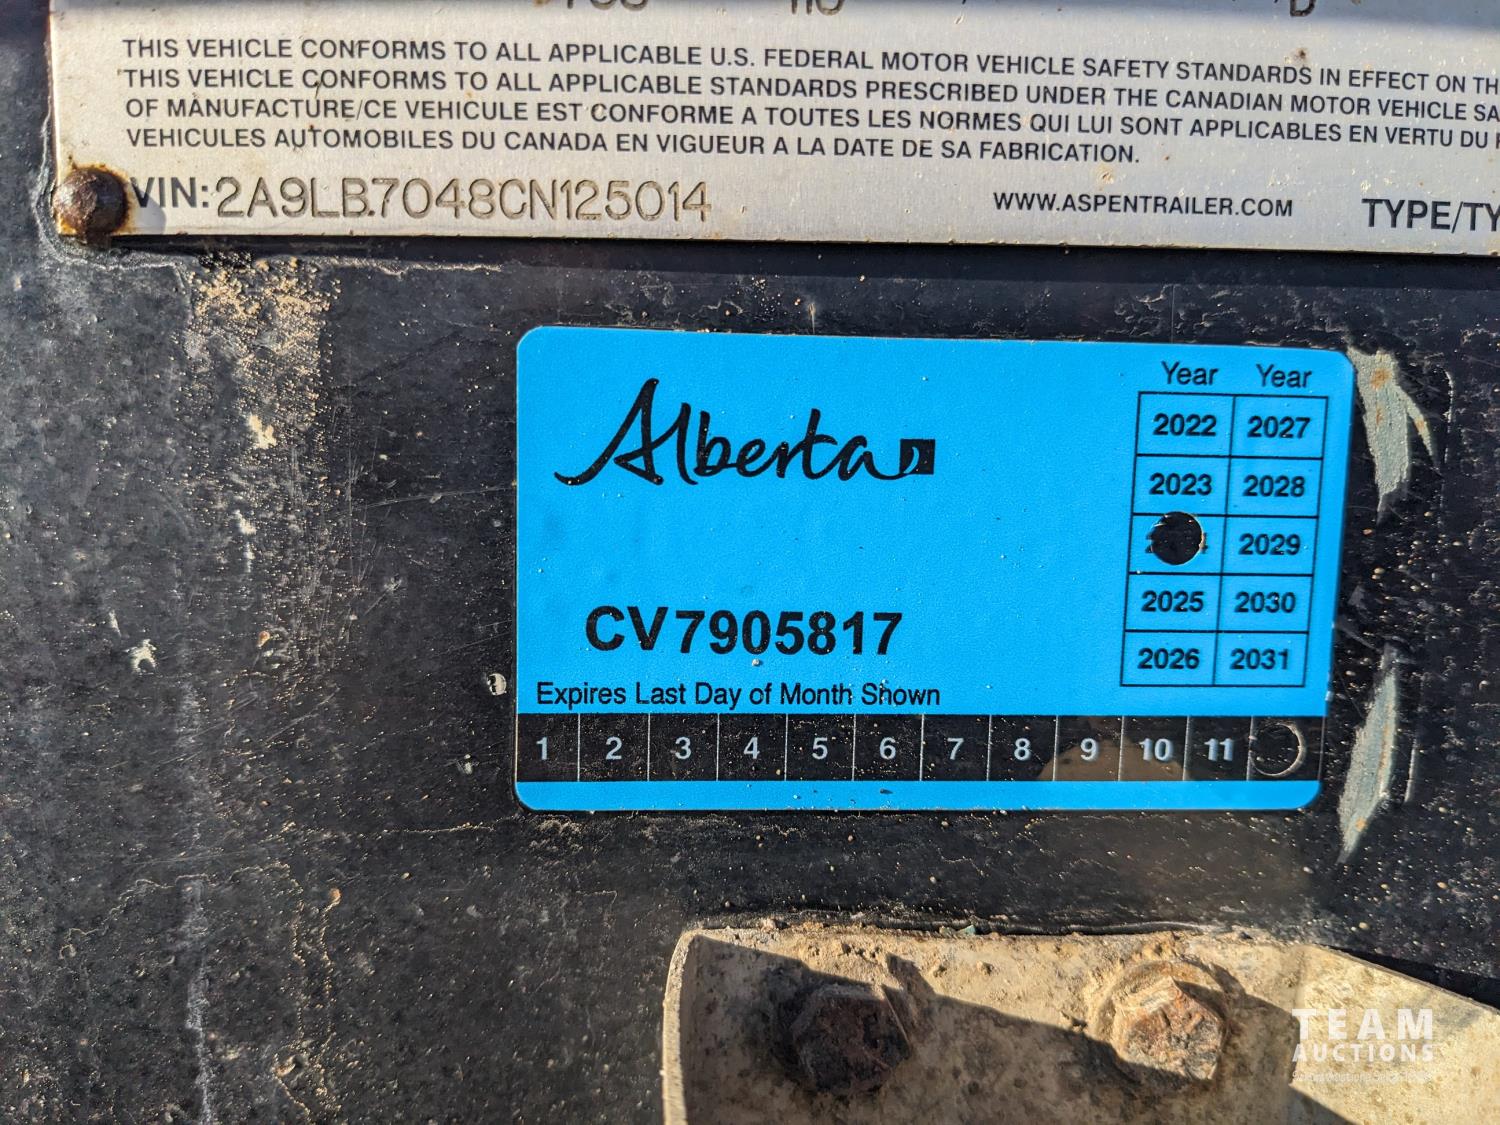 THIS VEHICLE CONFORMS TO ALL APPLICABLE U.S. FEDERAL MOTOR VEHICLE SAFETY STANDARDS IN EFFECT ON TH
THIS VEHICLE CONFORMS TO ALL APPLICABLE STANDARDS PRESCRIBED UNDER THE CANADIAN MOTOR VEHICLE SA
OF MANUFACTURE/CE VEHICULE EST CONFORME A TOUTES LES NORMES QUI LUI SONT APPLICABLES EN VERTU DU
VEHICULES AUTOMOBILES DU CANADA EN VIGUEUR A LA DATE DE SA FABRICATION.
VIN: 2A9LB7048CN125014 WWW.ASPENTRAILER.COM TYPE/TY
Alberta
Year Year
2022 2027
2023 2028
2029
2025 2030
2026 2031
CV7905817
Expires Last Day of Month Shown
1 2 3 4 5 6 7 8 9 10 11
TEAM
AUCTIONS